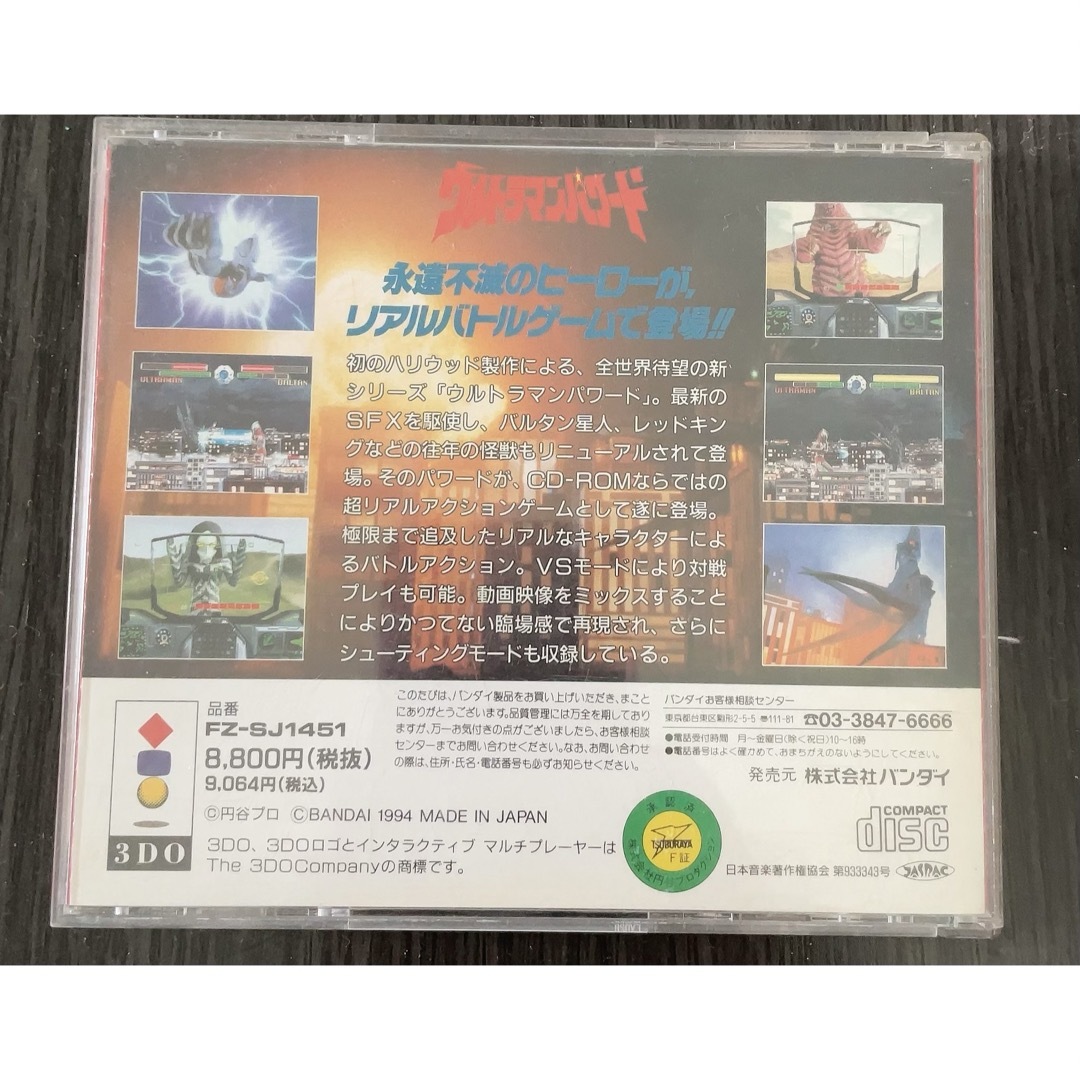 ウルトラマンパワード
永遠不滅のヒーローが、
リアルバトルゲームで登場!!
初のハリウッド製作による、全世界待望の新
シリーズ「ウルトラマンパワード」。最新の
SFXを駆使し、バルタン星人、レッドキン
グなどの往年の怪獣もリニューアルされて登
場。そのパワードが、CD-ROMならではの
超リアルアクションゲームとして遂に登場。
極限まで追及したリアルなキャラクターによ
るバトルアクション。VSモードにより対戦
プレイも可能。動画映像をミックスすること
によりかつてない臨場感で再現され、さらに
シューティングモードも収録している。
ULTRAMAN BALTAN
ULTRAMAN BALTAN
品番
FZ-SJ1451
8,800円(税抜)
9,064円(税込)
このたびは、バンダイ製品をお買い上げいただき、まこと
にありがとうございます。品質管理には万全を期しており
ますが、万一お気付きの点がございましたら、お客様相談
センターまでお問い合わせください。なお、お問い合わせ
の際は、住所・氏名・電話番号も必ずお知らせください。
バンダイお客様相談センター
東京都台東区駒形2-5-5 〠111-81 ☎03-3847-6666
●電話受付時間 月〜金曜日(除く祝日)10〜16時
●電話番号はよく確かめて、おまちがえのないようにしてください。
発売元 株式会社バンダイ
©円谷プロ ©BANDAI 1994 MADE IN JAPAN
3DO
3DO、3DOロゴとインタラクティブ マルチプレーヤーは
The 3DOCompanyの商標です。
承認済
TSUBURAYA
F証
株式会社円谷プロダクション
COMPACT
disc
日本音楽著作権協会 第933343号 JASRAC